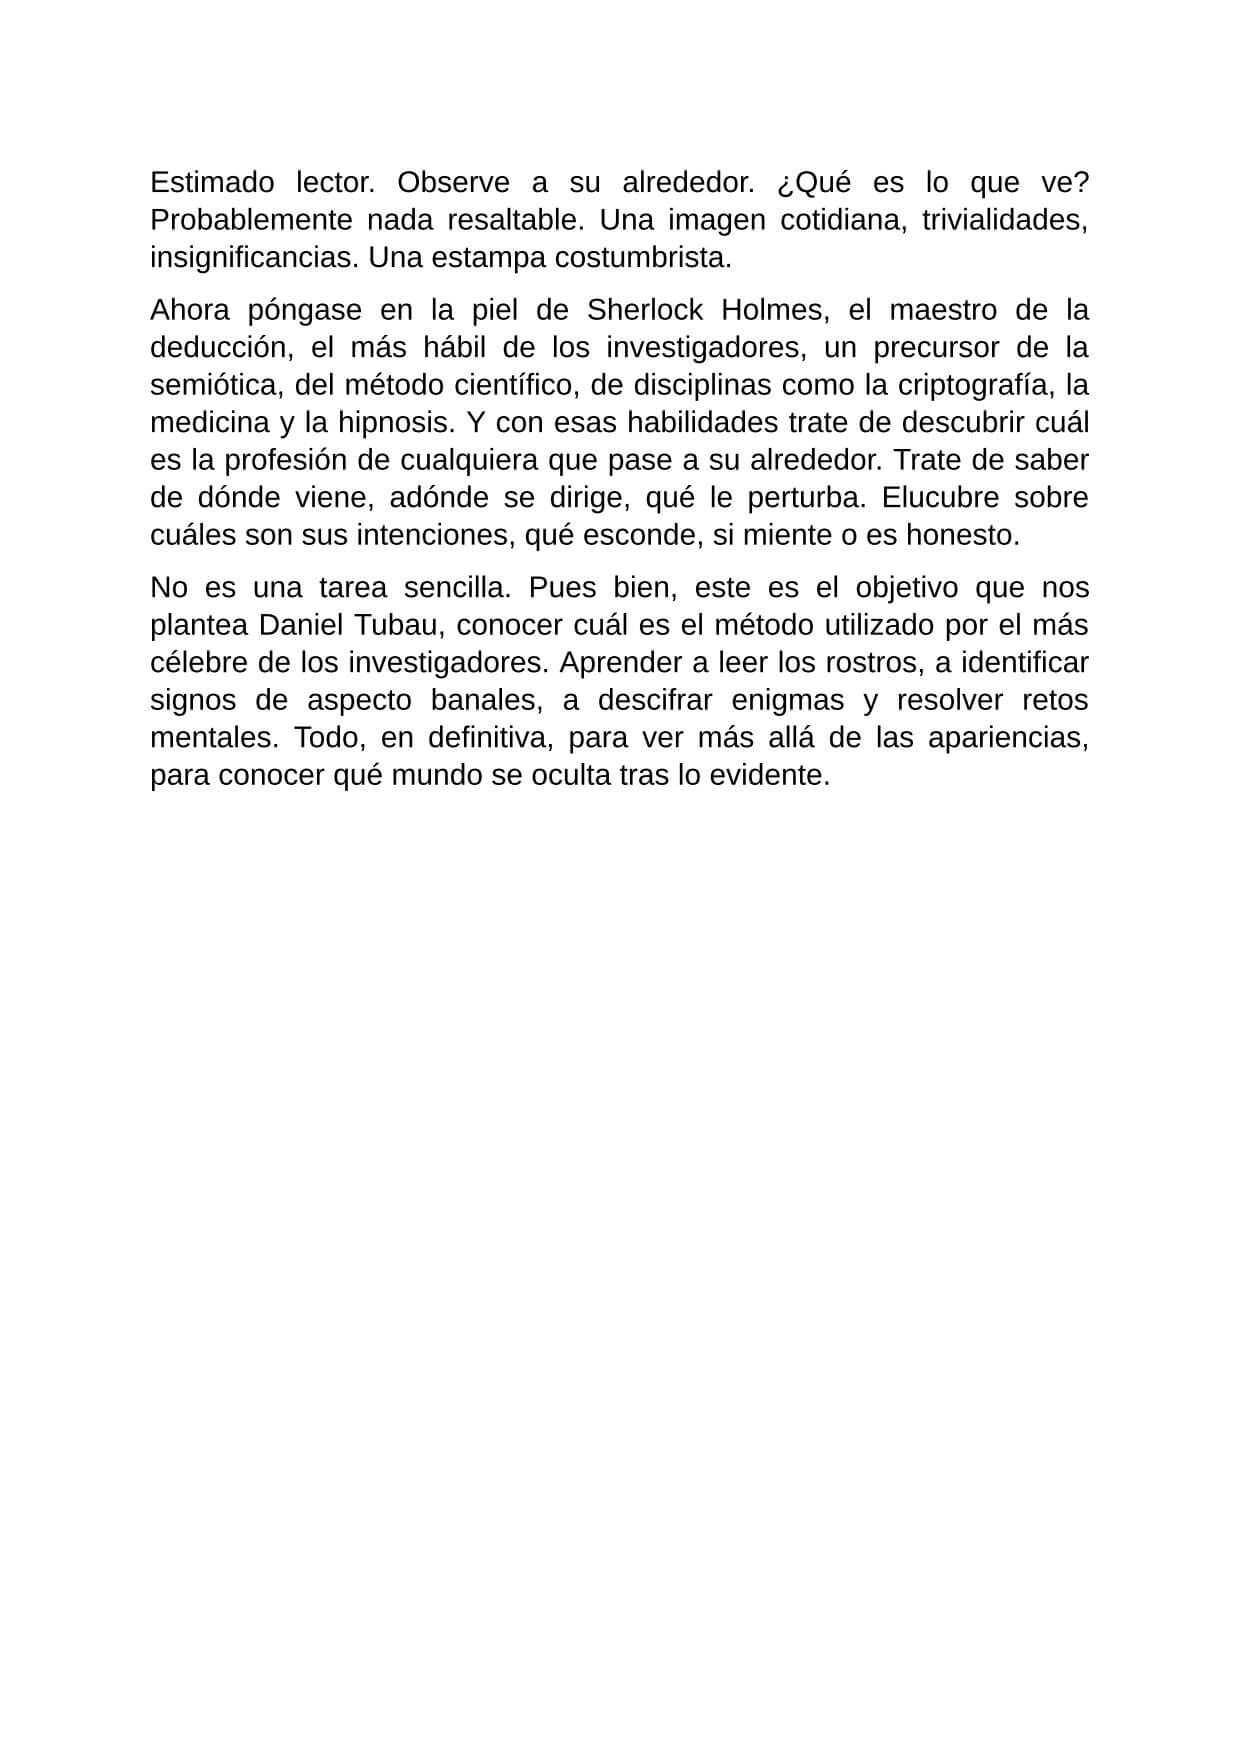 Estimado lector. Observe a su alrededor. ¿Qué es lo que ve?
Probablemente nada resaltable. Una imagen cotidiana, trivialidades,
insignificancias. Una estampa costumbrista.
Ahora póngase en la piel de Sherlock Holmes, el maestro de la
deducción, el más hábil de los investigadores, un precursor de la
semiótica, del método científico, de disciplinas como la criptografía, la
medicina y la hipnosis. Y con esas habilidades trate de descubrir cuál
es la profesión de cualquiera que pase a su alrededor. Trate de saber
de dónde viene, adónde se dirige, qué le perturba. Elucubre sobre
cuáles son sus intenciones, qué esconde, si miente o es honesto.
No es una tarea sencilla. Pues bien, este es el objetivo que nos
plantea Daniel Tubau, conocer cuál es el método utilizado por el más
célebre de los investigadores. Aprender a leer los rostros, a identificar
signos de aspecto banales, a descifrar enigmas y resolver retos
mentales. Todo, en definitiva, para ver más allá de las apariencias,
para conocer qué mundo se oculta tras lo evidente.